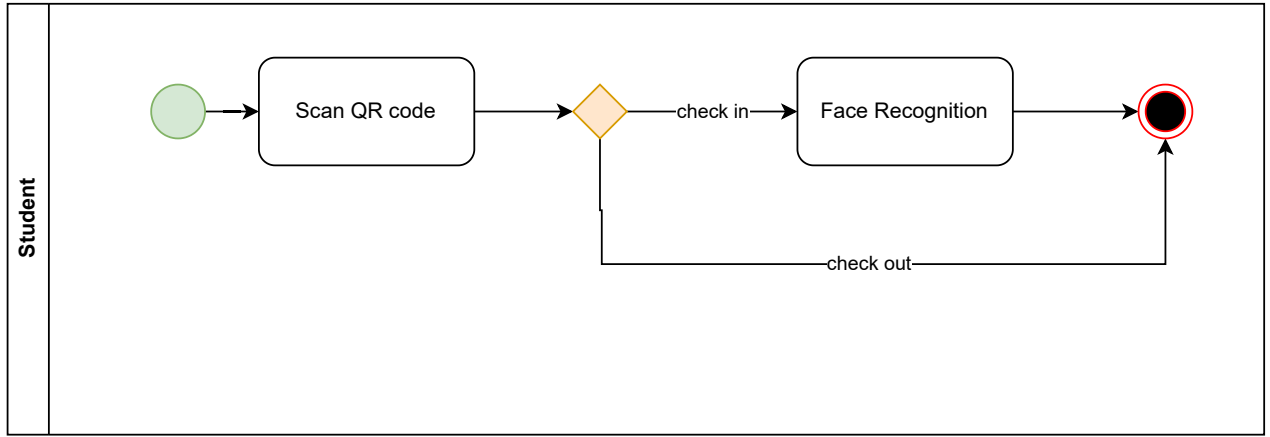 Student
Scan QR code
check in
Face Recognition
check out